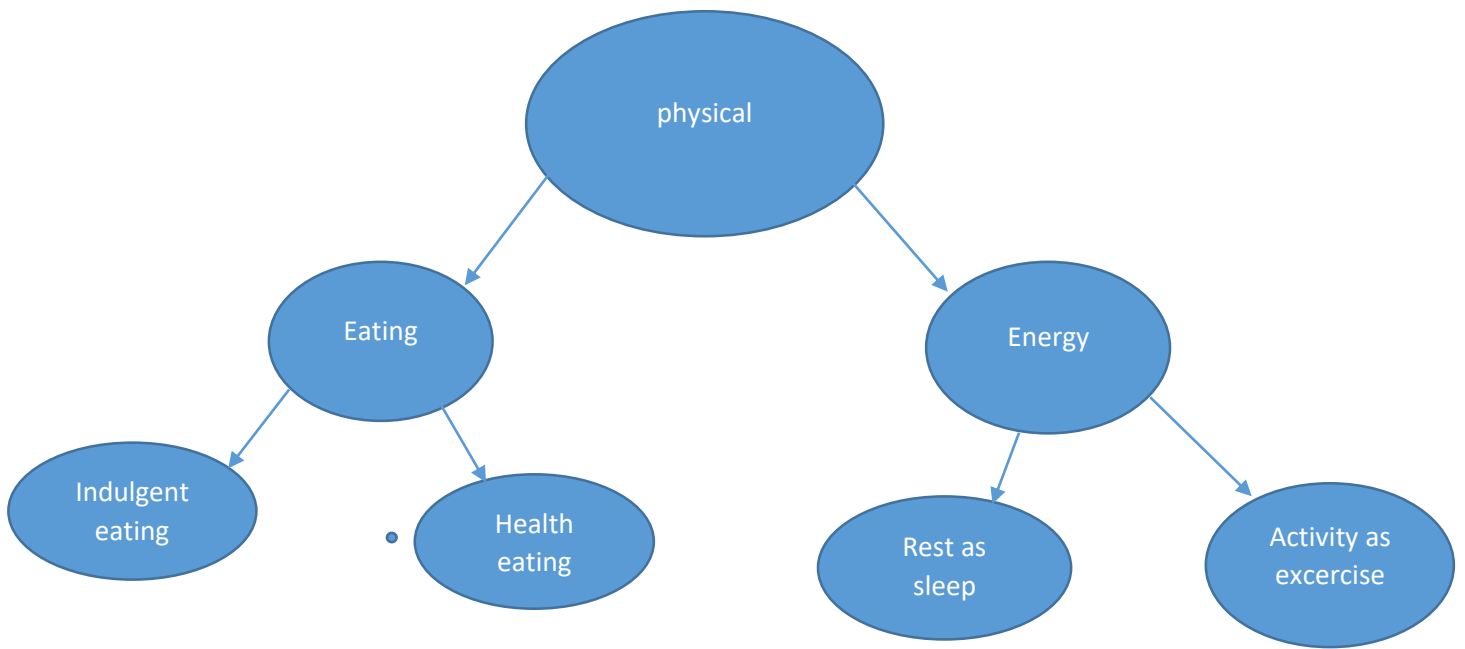 physical
Eating
Energy
Indulgent
eating
Health
eating
Rest as
sleep
Activity as
excercise